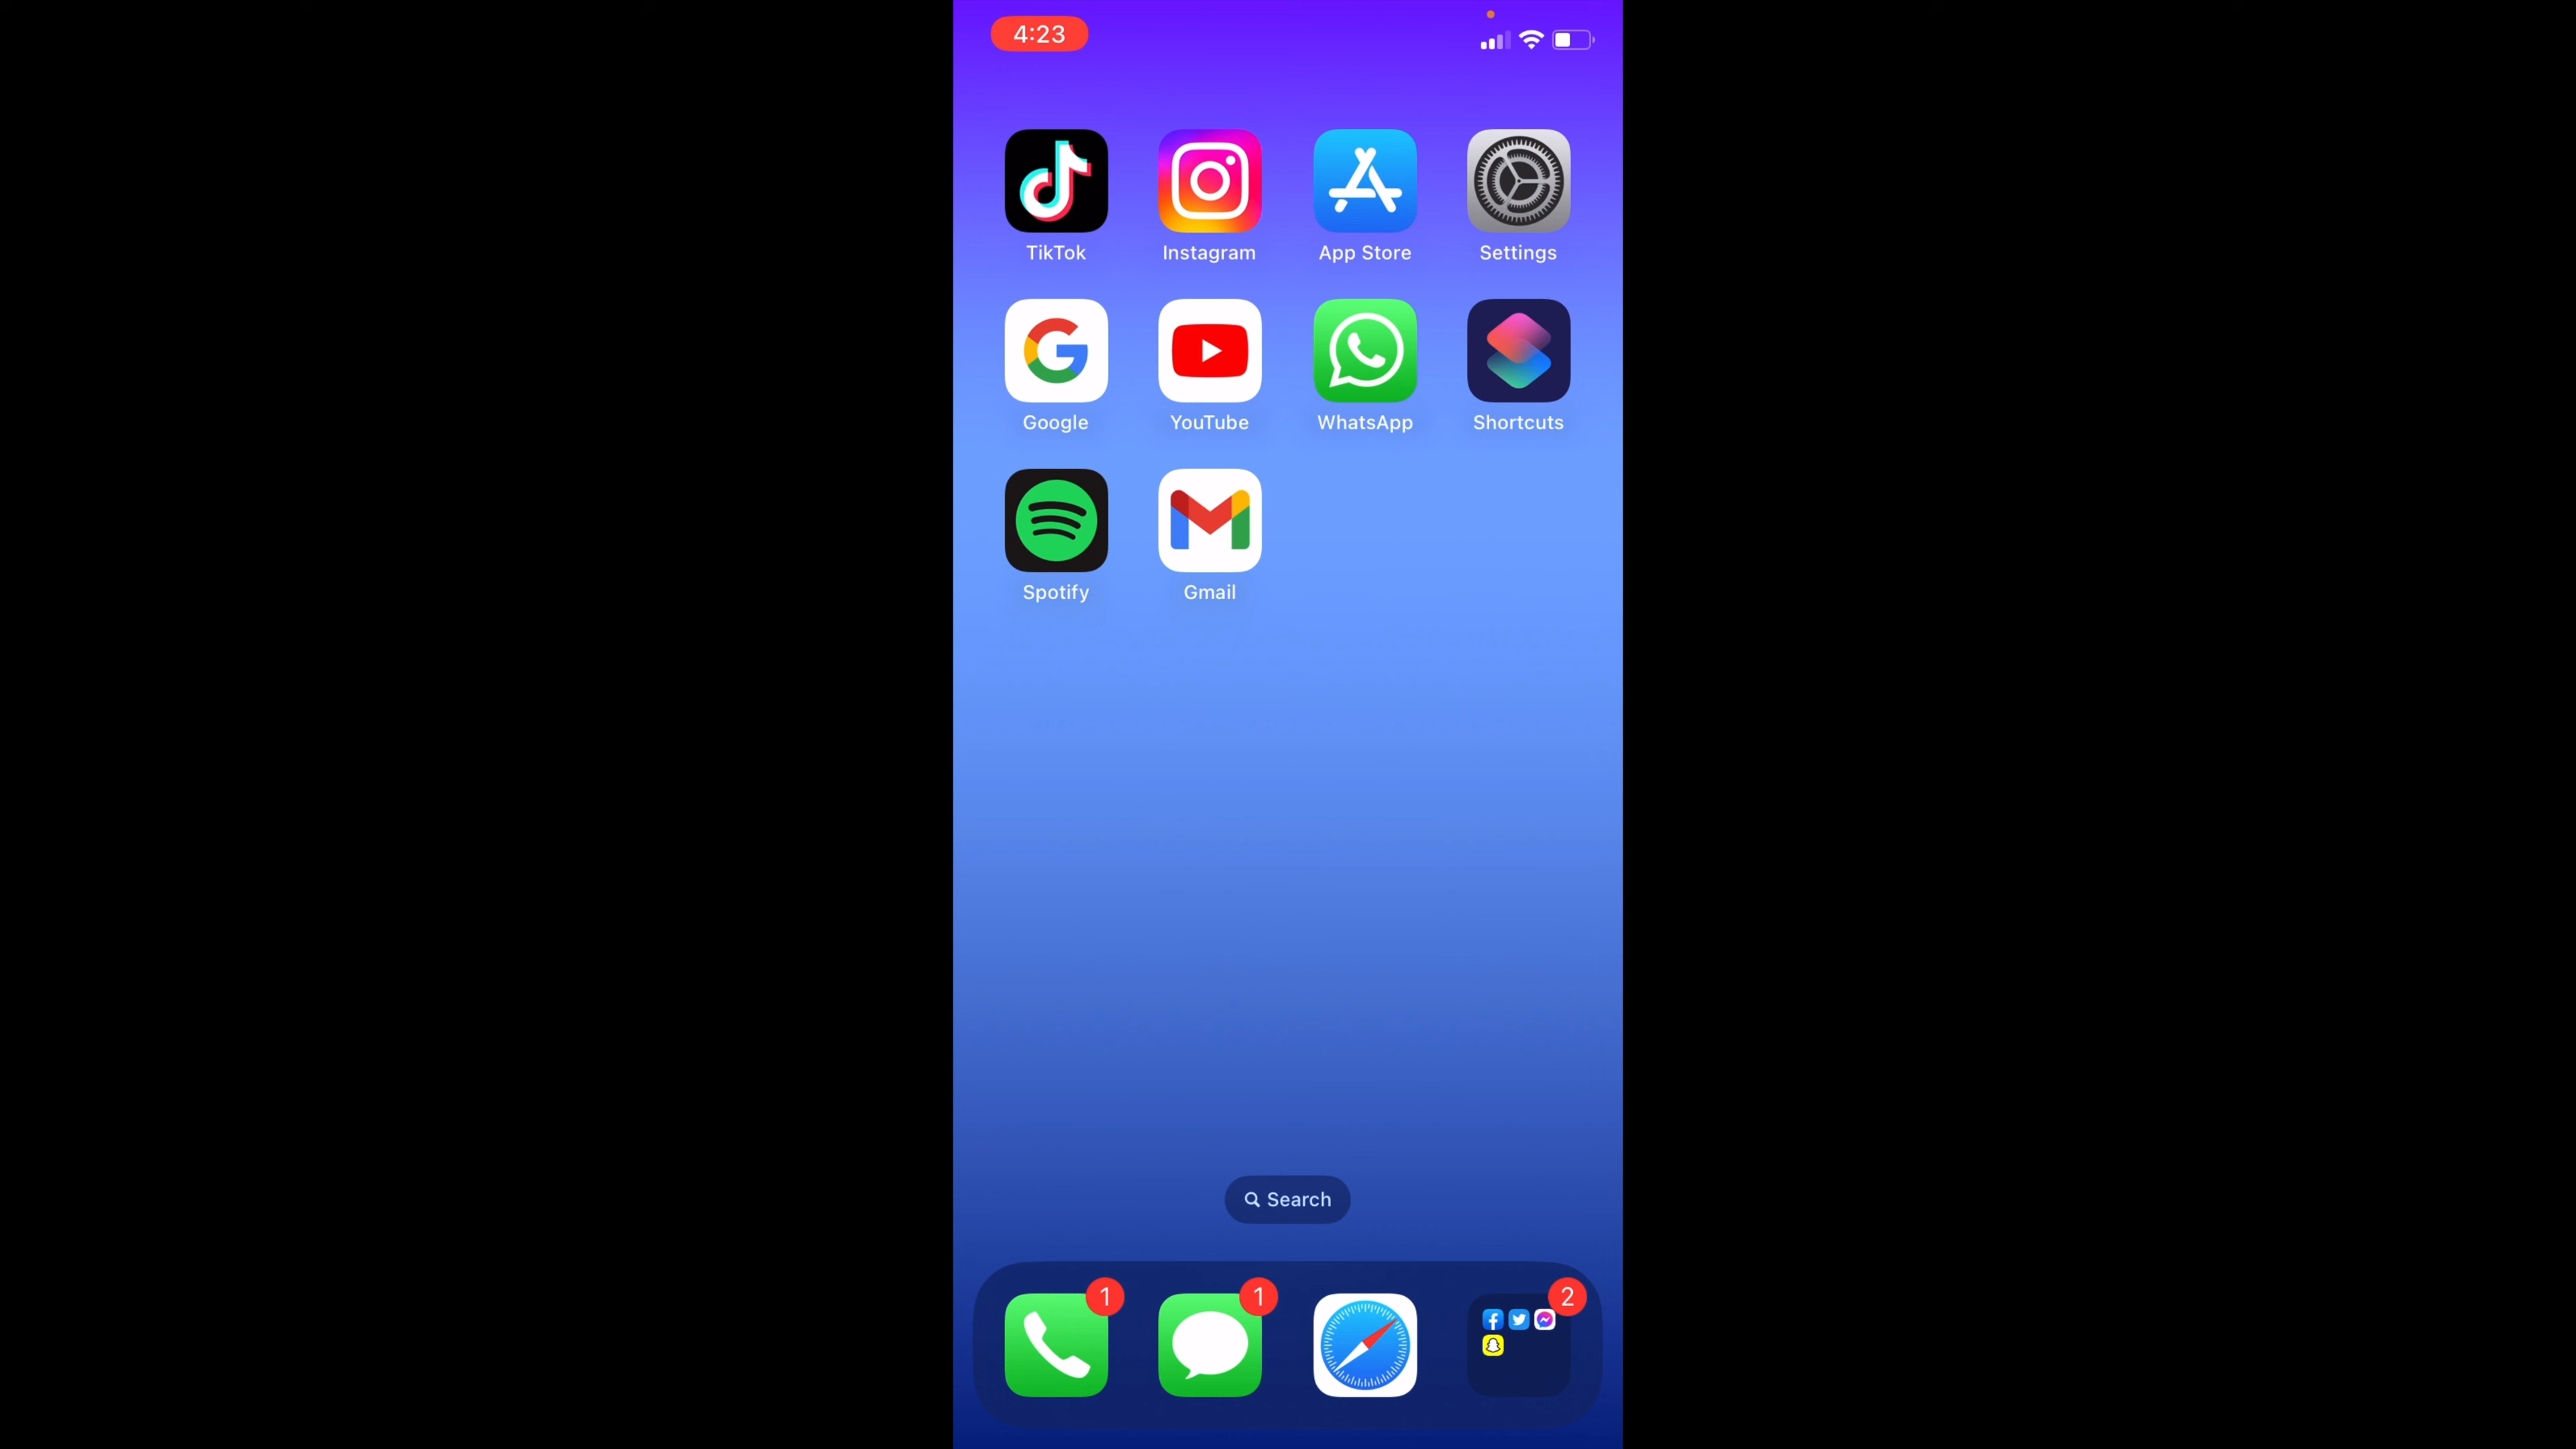 4:23
TikTok Instagram App Store Settings
Google YouTube WhatsApp Shortcuts
Spotify Gmail
Search
1 1 2